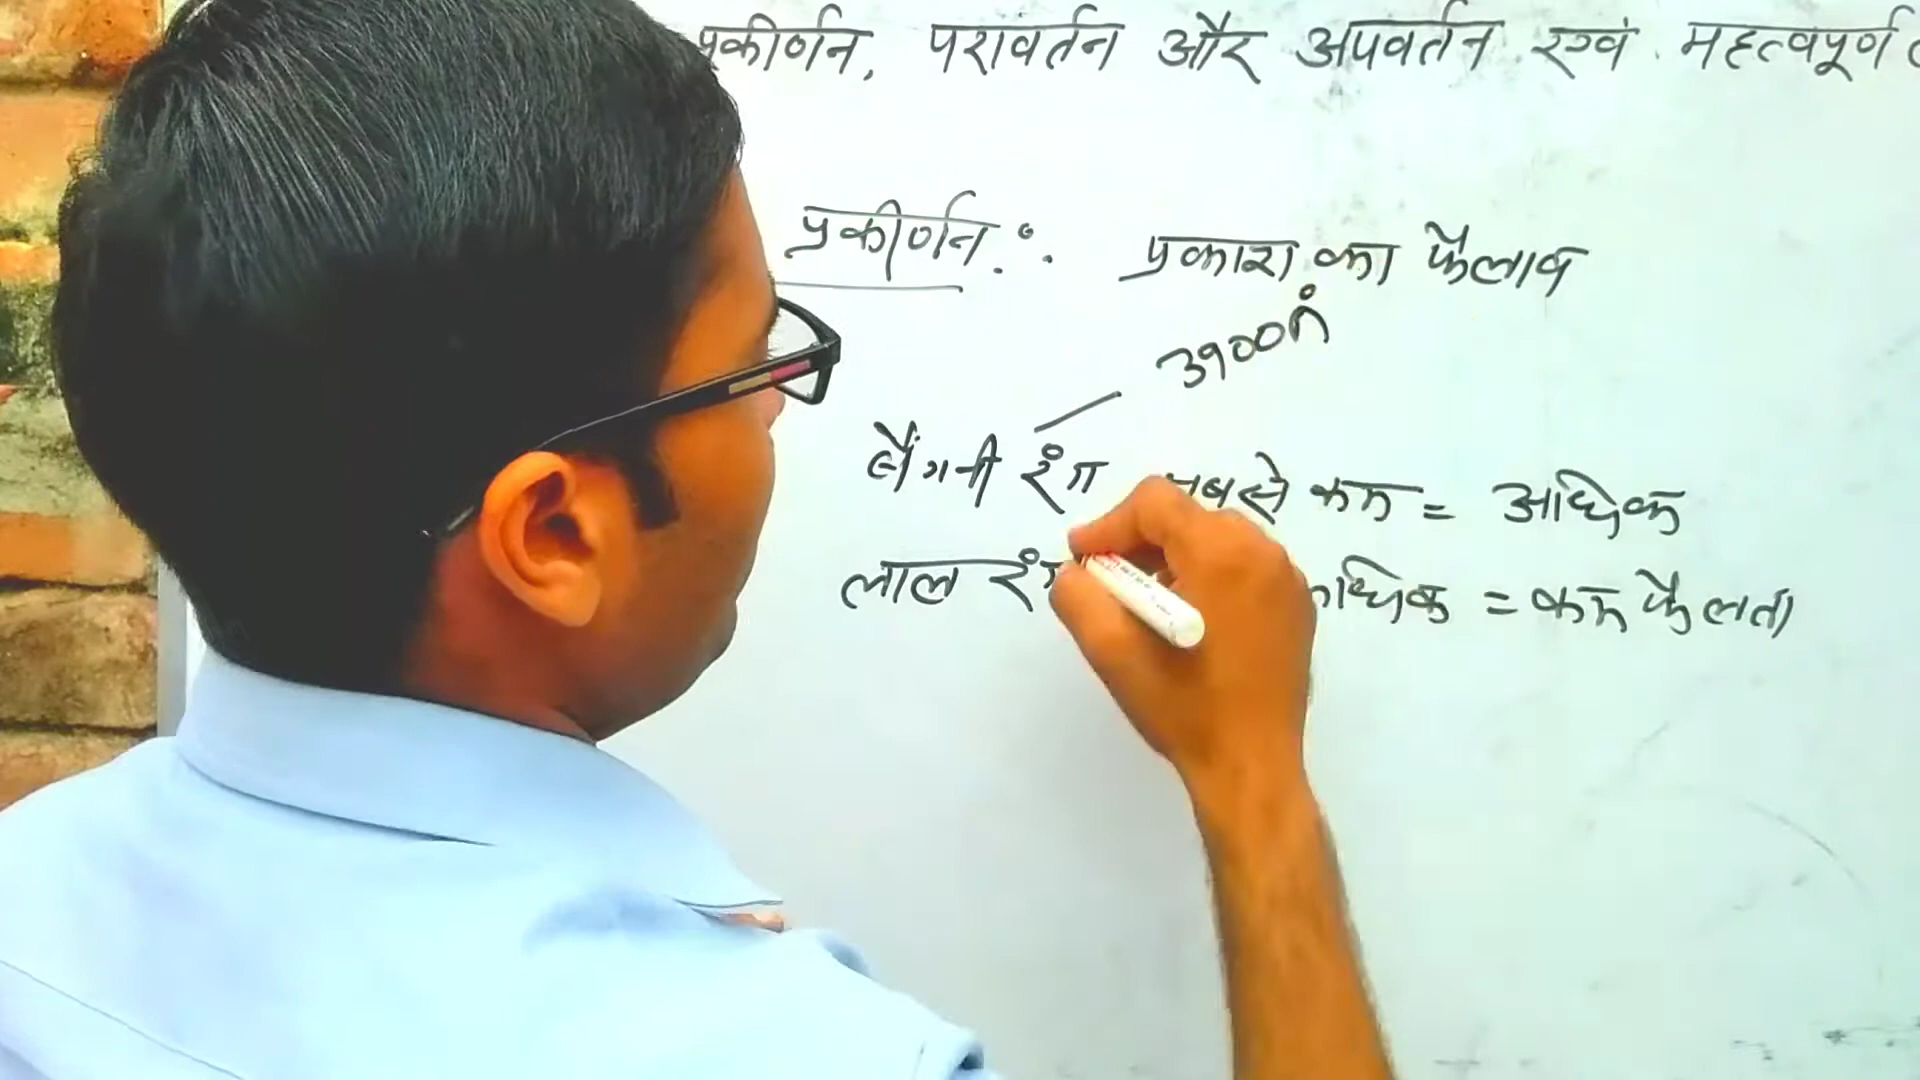 प्रकीर्णन, परावर्तन और अपवर्तन एवं महत्वपूर्ण
प्रकीर्णन :. प्रकाश का फैलाव
3900Å
बैंगनी रंग सबसे कम = अधिक
लाल रंग अधिक = कम फैलता